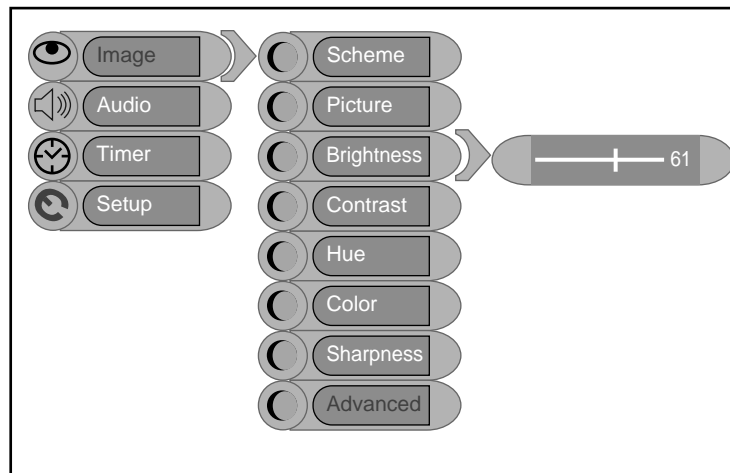 Image
Audio
Timer
Setup
Scheme
Picture
Brightness
Contrast
Hue
Color
Sharpness
Advanced
61